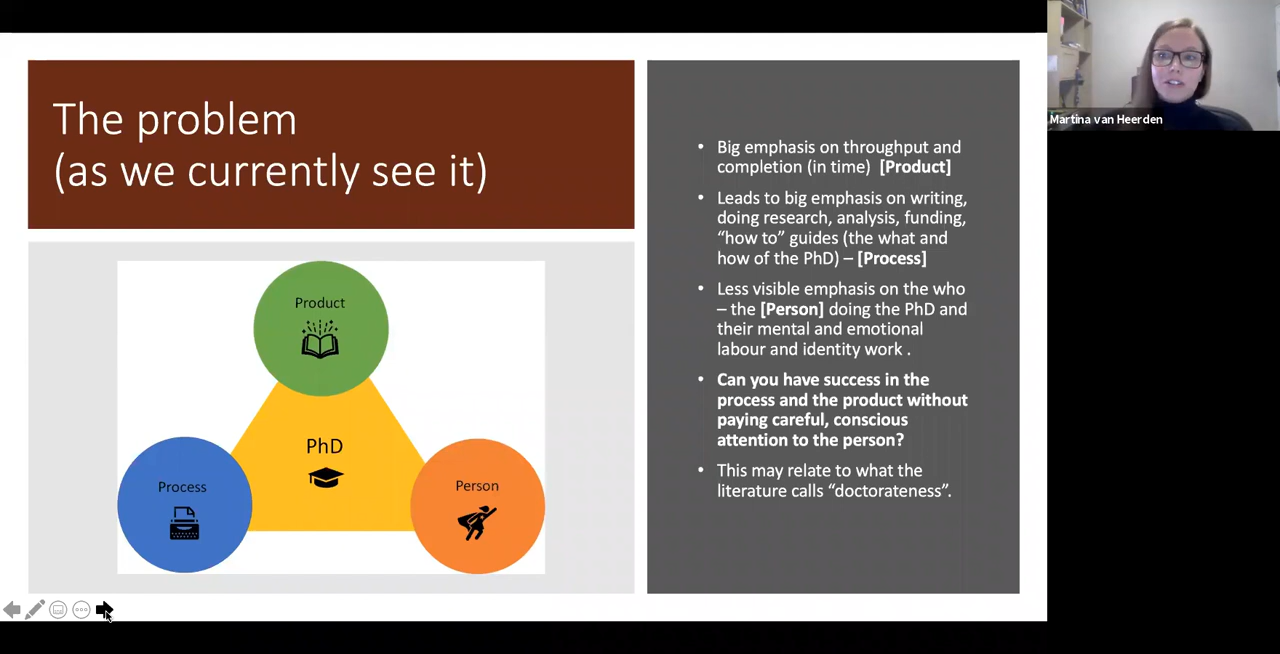 The problem
(as we currently see it)
Product
PhD
Process
Person
• Big emphasis on throughput and
completion (in time) [Product]
• Leads to big emphasis on writing,
doing research, analysis, funding,
“how to” guides (the what and
how of the PhD) – [Process]
• Less visible emphasis on the who
– the [Person] doing the PhD and
their mental and emotional
labour and identity work .
• Can you have success in the
process and the product without
paying careful, conscious
attention to the person?
• This may relate to what the
literature calls “doctorateness”.
Martina van Heerden